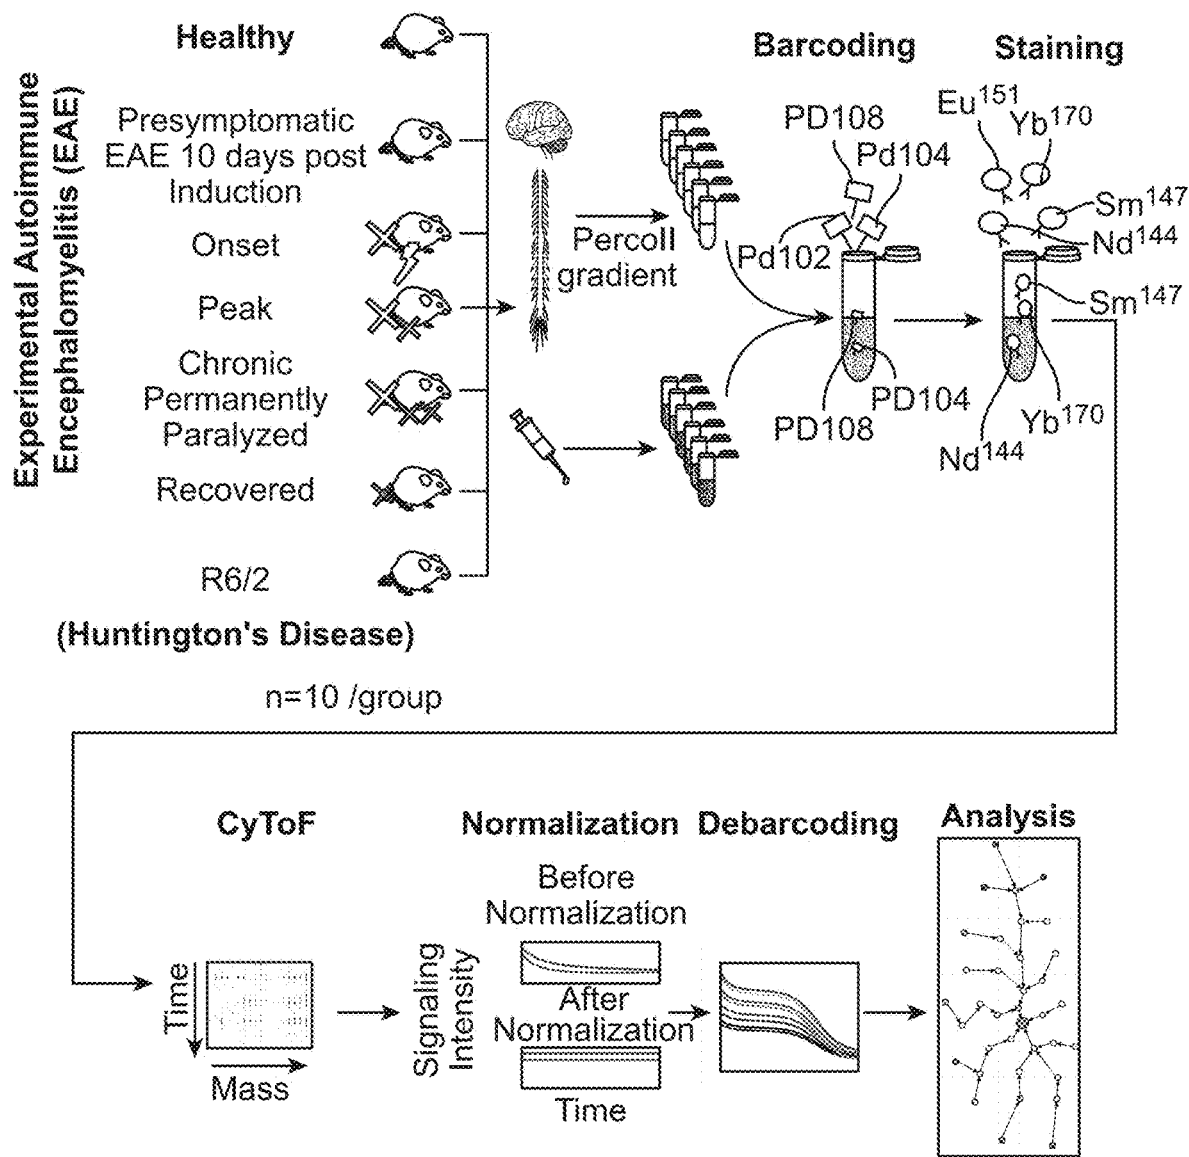 Experimental Autoimmune
Encephalomyelitis (EAE)
Healthy
Presymptomatic
EAE 10 days post
Induction
Onset
Peak
Chronic
Permanently
Paralyzed
Recovered
R6/2
(Huntington's Disease)
n=10 /group
Percoll
gradient
Barcoding
PD108
Pd104
Pd102
PD104
PD108
Staining
Eu151
Yb170
Sm147
Nd144
Sm147
Yb170
Nd144
CyToF
Time
Mass
Normalization
Before
Normalization
Signaling
Intensity
After
Normalization
Time
Debarcoding
Analysis